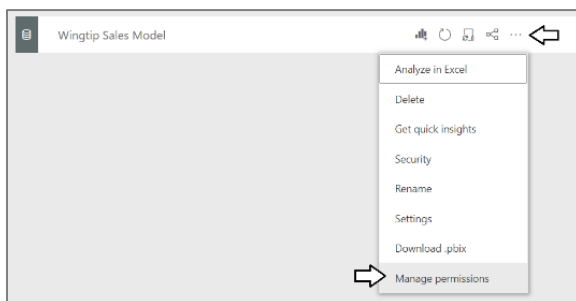 Wingtip Sales Model
Analyze in Excel
Delete
Get quick insights
Security
Rename
Settings
Download .pbix
Manage permissions